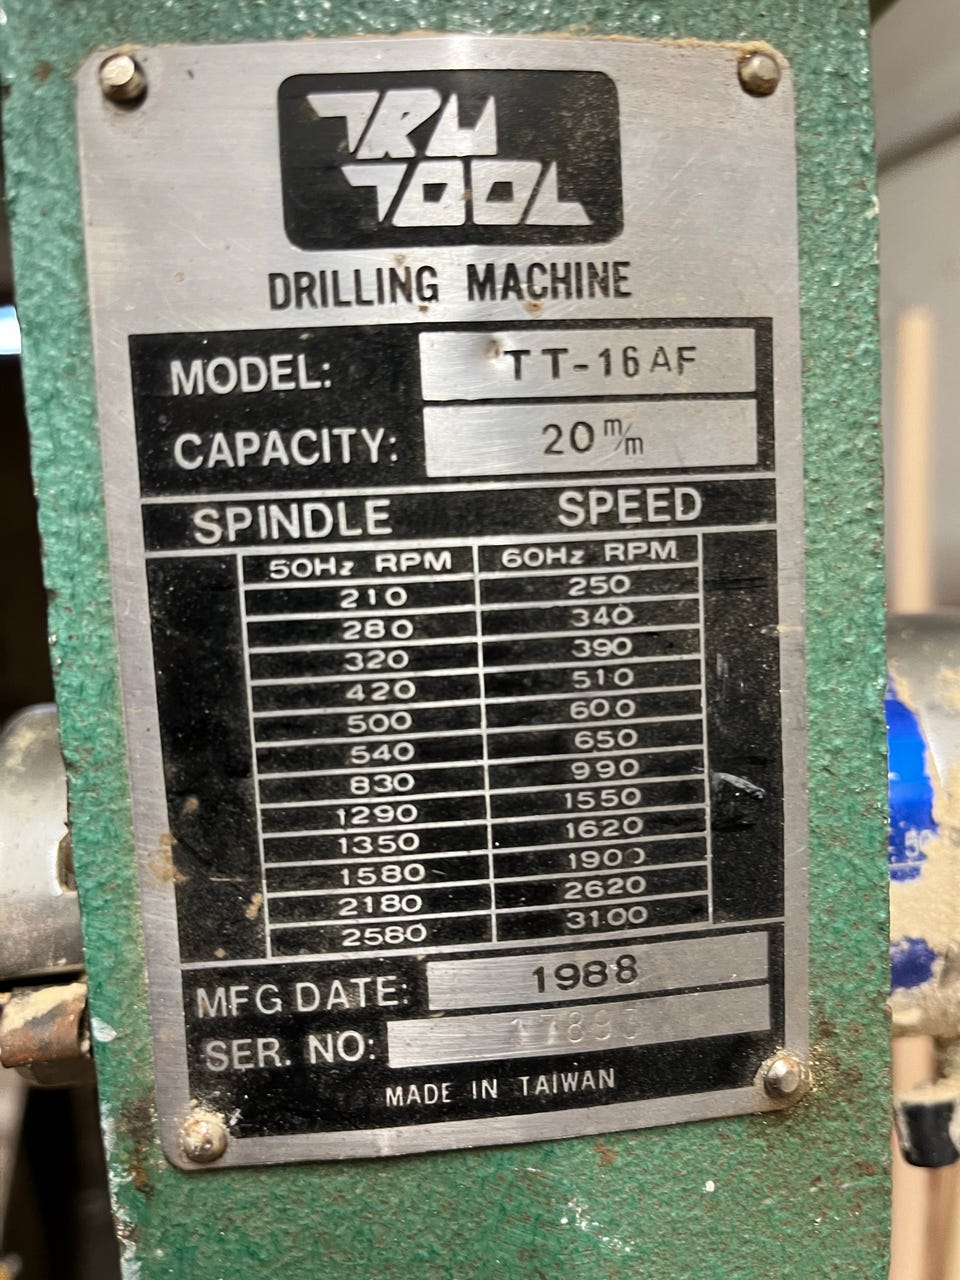 TRU
TOOL
DRILLING MACHINE
MODEL: TT-16AF
CAPACITY: 20 m/m
SPINDLE SPEED
50Hz RPM 60Hz RPM
210 250
280 340
320 390
420 510
500 600
540 650
830 990
1290 1550
1350 1620
1580 1900
2180 2620
2580 3100
MFG DATE: 1988
SER. NO:
MADE IN TAIWAN